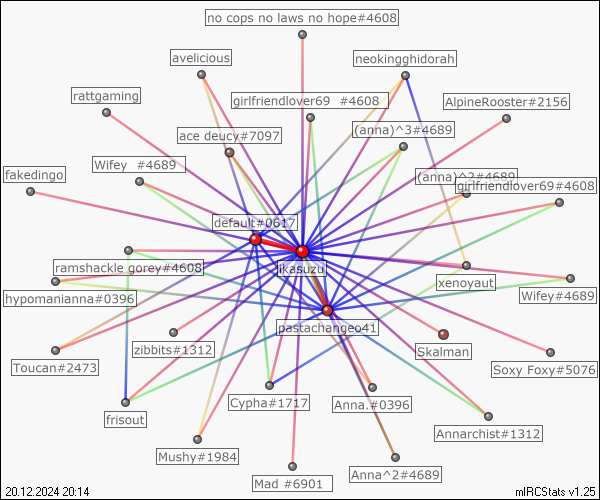 no cops no laws no hope#4608
avelicious
neokingghidorah
rattgaming
girlfriendlover69 #4608
AlpineRooster#2156
ace deucy#7097
(anna)^3#4689
Wifey #4689
(anna)^2#4689
fakedingo
girlfriendlover69#4608
default#0617
ramshackle gorey#4608
ikasuzu
xenoyaut
hypomanianna#0396
Wifey#4689
pastachangeo41
zibbits#1312
Skalman
Toucan#2473
Soxy Foxy#5076
Cypha#1717
Anna.#0396
frisout
Annarchist#1312
Mushy#1984
Mad #6901
Anna^2#4689
20.12.2024 20:14
mIRCStats v1.25